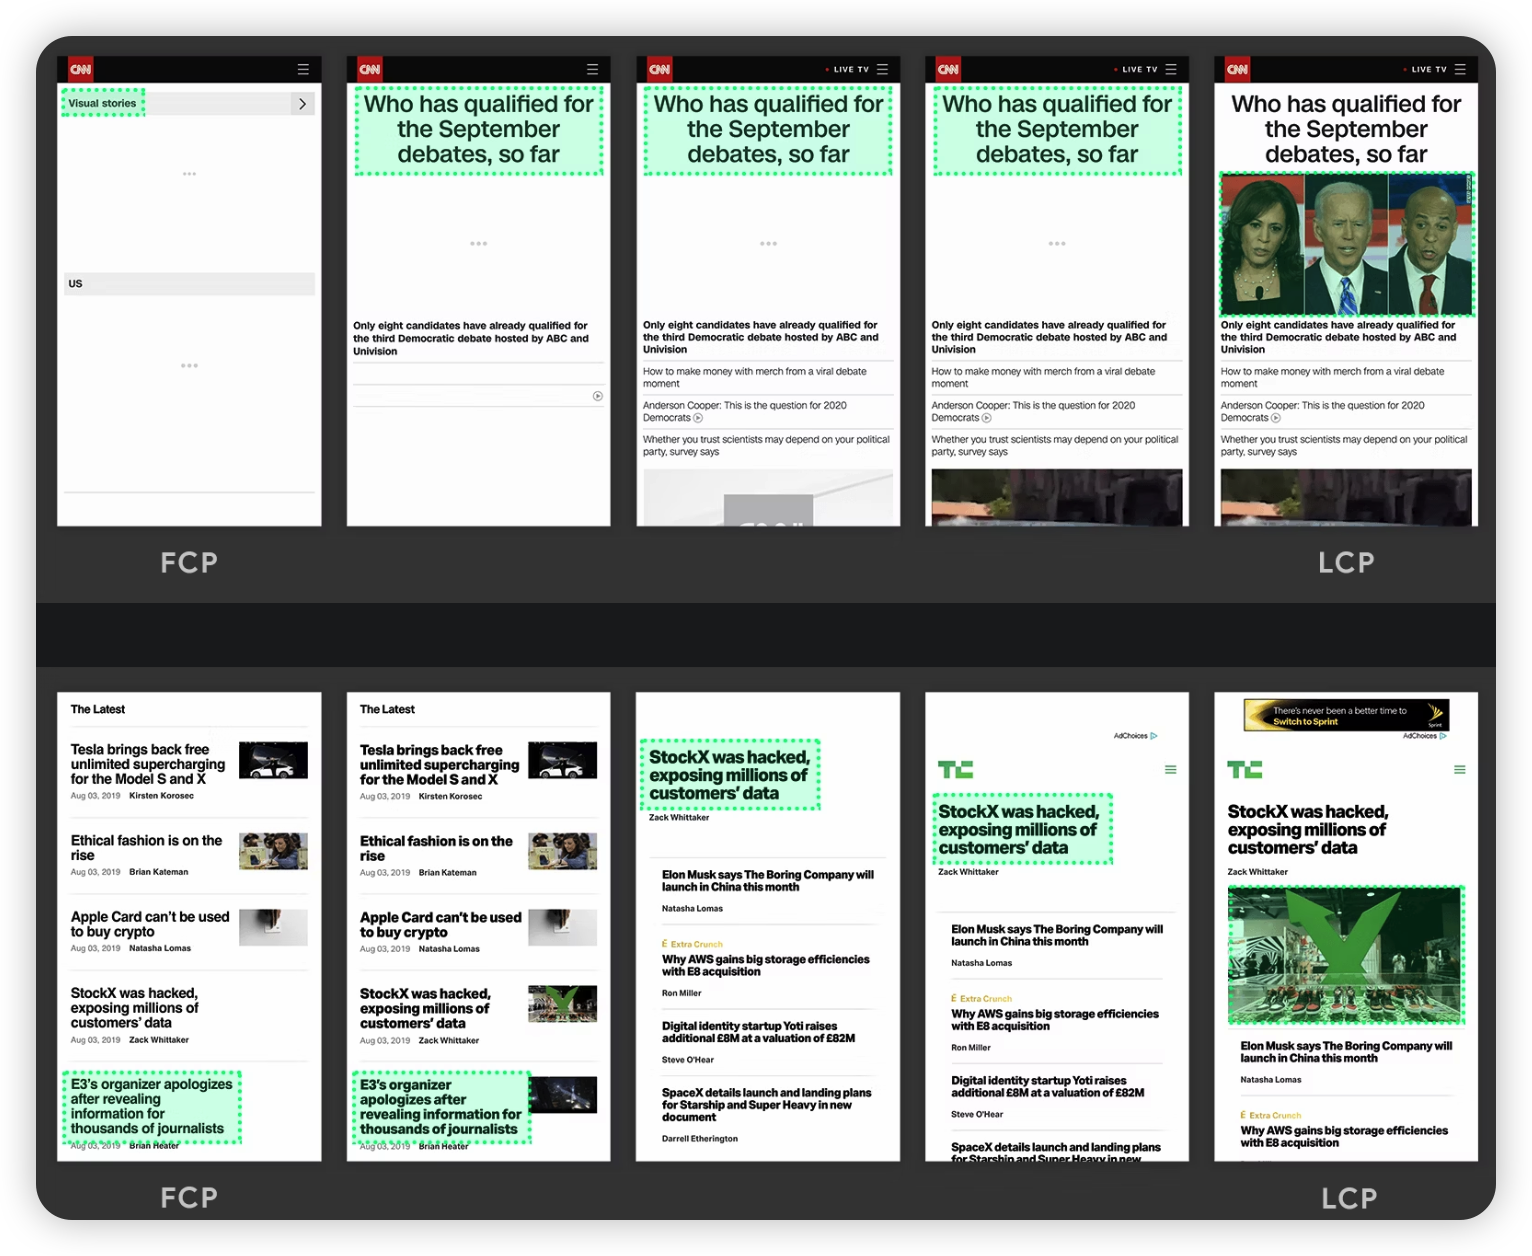 CNN
Visual stories
US
CNN
Who has qualified for
the September
debates, so far
Only eight candidates have already qualified for
the third Democratic debate hosted by ABC and
Univision
CNN
LIVE TV
Who has qualified for
the September
debates, so far
Only eight candidates have already qualified for
the third Democratic debate hosted by ABC and
Univision
How to make money with merch from a viral debate
moment
Anderson Cooper: This is the question for 2020
Democrats
Whether you trust scientists may depend on your political
party, survey says
CNN
LIVE TV
Who has qualified for
the September
debates, so far
Only eight candidates have already qualified for
the third Democratic debate hosted by ABC and
Univision
How to make money with merch from a viral debate
moment
Anderson Cooper: This is the question for 2020
Democrats
Whether you trust scientists may depend on your political
party, survey says
CNN
LIVE TV
Who has qualified for
the September
debates, so far
Only eight candidates have already qualified for
the third Democratic debate hosted by ABC and
Univision
How to make money with merch from a viral debate
moment
Anderson Cooper: This is the question for 2020
Democrats
Whether you trust scientists may depend on your political
party, survey says
FCP
LCP
The Latest
Tesla brings back free
unlimited supercharging
for the Model S and X
Aug 03, 2019 Kirsten Korosec
Ethical fashion is on the
rise
Aug 03, 2019 Brian Kateman
Apple Card can't be used
to buy crypto
Aug 03, 2019 Natasha Lomas
StockX was hacked,
exposing millions of
customers' data
Aug 03, 2019 Zack Whittaker
E3's organizer apologizes
after revealing
information for
thousands of journalists
Aug 03, 2019 Brian Heater
The Latest
Tesla brings back free
unlimited supercharging
for the Model S and X
Aug 03, 2019 Kirsten Korosec
Ethical fashion is on the
rise
Aug 03, 2019 Brian Kateman
Apple Card can't be used
to buy crypto
Aug 03, 2019 Natasha Lomas
StockX was hacked,
exposing millions of
customers' data
Aug 03, 2019 Zack Whittaker
E3's organizer
apologizes after
revealing information for
thousands of journalists
Aug 03, 2019 Brian Heater
StockX was hacked,
exposing millions of
customers' data
Zack Whittaker
Elon Musk says The Boring Company will
launch in China this month
Natasha Lomas
Extra Crunch
Why AWS gains big storage efficiencies
with E8 acquisition
Ron Miller
Digital identity startup Yoti raises
additional £8M at a valuation of £82M
Steve O'Hear
SpaceX details launch and landing plans
for Starship and Super Heavy in new
document
Darrell Etherington
AdChoices
TC
StockX was hacked,
exposing millions of
customers' data
Zack Whittaker
Elon Musk says The Boring Company will
launch in China this month
Natasha Lomas
Extra Crunch
Why AWS gains big storage efficiencies
with E8 acquisition
Ron Miller
Digital identity startup Yoti raises
additional £8M at a valuation of £82M
Steve O'Hear
SpaceX details launch and landing plans
for Starship and Super Heavy in new
There's never been a better time to
Switch to Sprint
Sprint
AdChoices
TC
StockX was hacked,
exposing millions of
customers' data
Zack Whittaker
Elon Musk says The Boring Company will
launch in China this month
Natasha Lomas
Extra Crunch
Why AWS gains big storage efficiencies
with E8 acquisition
FCP
LCP